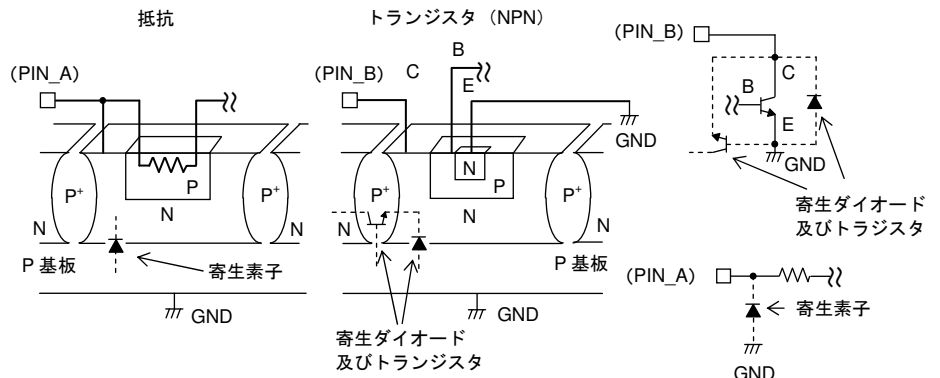 抵抗
トランジスタ (NPN)
(PIN_A)
(PIN_B)
C
B
E
GND
P+
N
P
N
P+
N
P 基板
寄生素子
GND
N
P+
N
P
N
P+
N
P 基板
GND
寄生ダイオード
及びトランジスタ
(PIN_B)
C
B
E
GND
寄生ダイオード
及びトラジスタ
(PIN_A)
寄生素子
GND